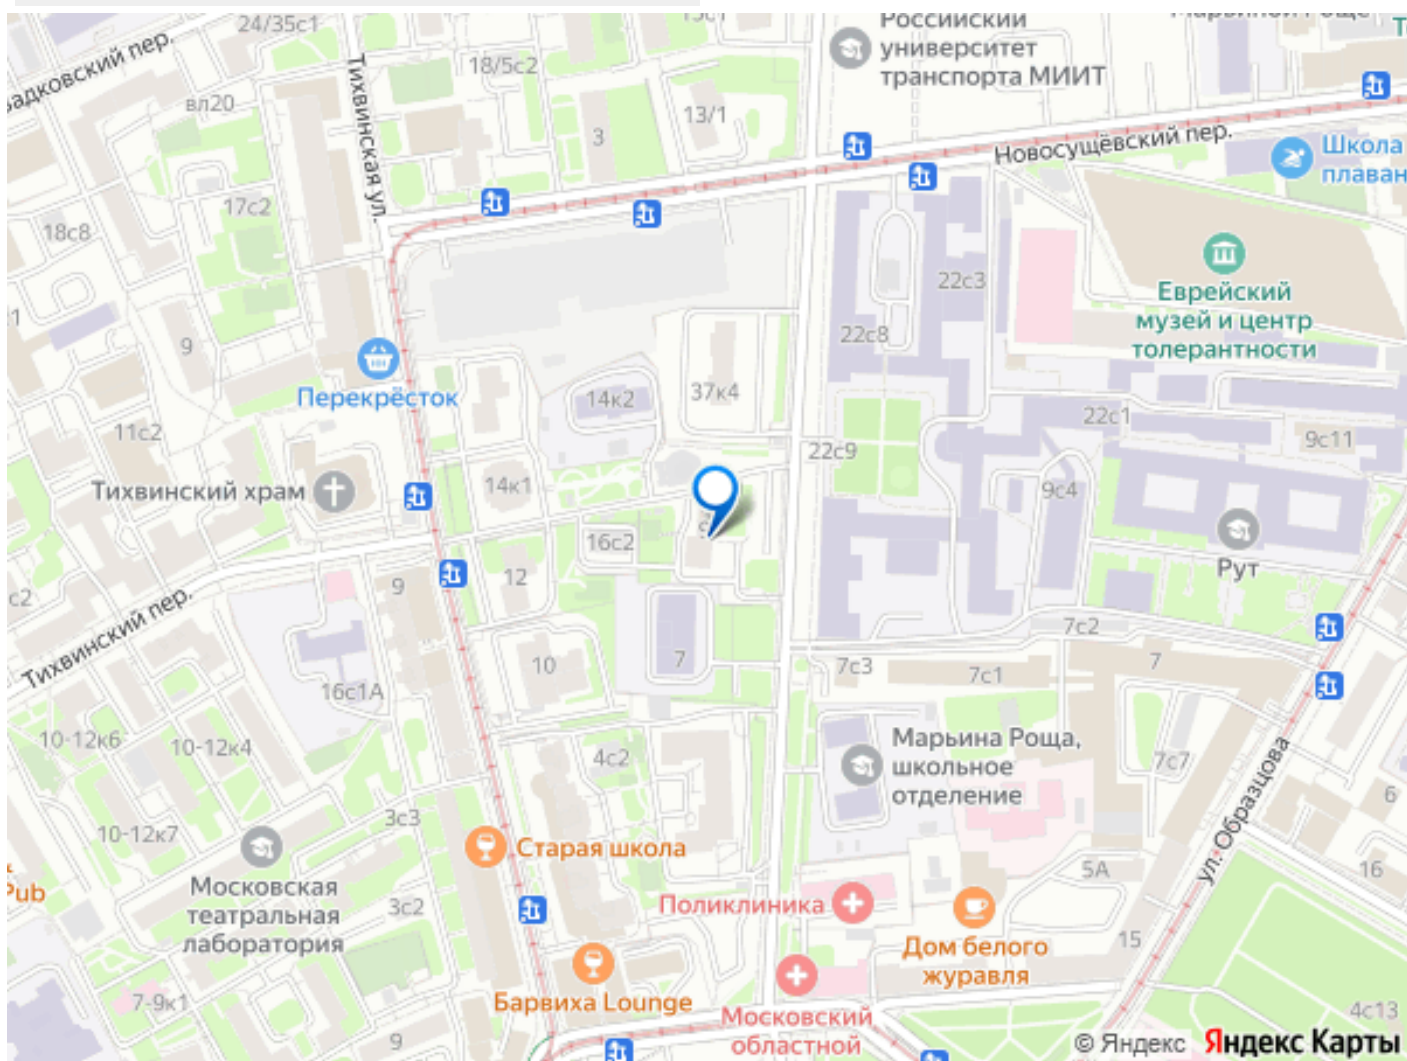 24/35с1
Российский
университет
транспорта МИИТ
18/5с2
вл20
Тихвинская ул.
13/1
3
Новосущёвский пер.
Школа
плаван
17с2
18с8
22с3
Еврейский
музей и центр
толерантности
22с8
9
Перекрёсток
14к2
37к4
11с2
22с1
22с9
9с11
Тихвинский храм
14к1
9с4
16с2
Рут
12
9
с2
Тихвинский пер.
7с2
10
7
7с3
7с1
7
16с1А
10-12к6
10-12к4
4с2
Марьина Роща,
школьное
отделение
7с7
ул. Образцова
6
3с3
10-12к7
Старая школа
5А
16
Pub
Московская
театральная
лаборатория
3с2
Поликлиника
Дом белого
журавля
15
7-9к1
Барвиха Lounge
4с13
9
Московский
областной
© Яндекс Яндекс Карты